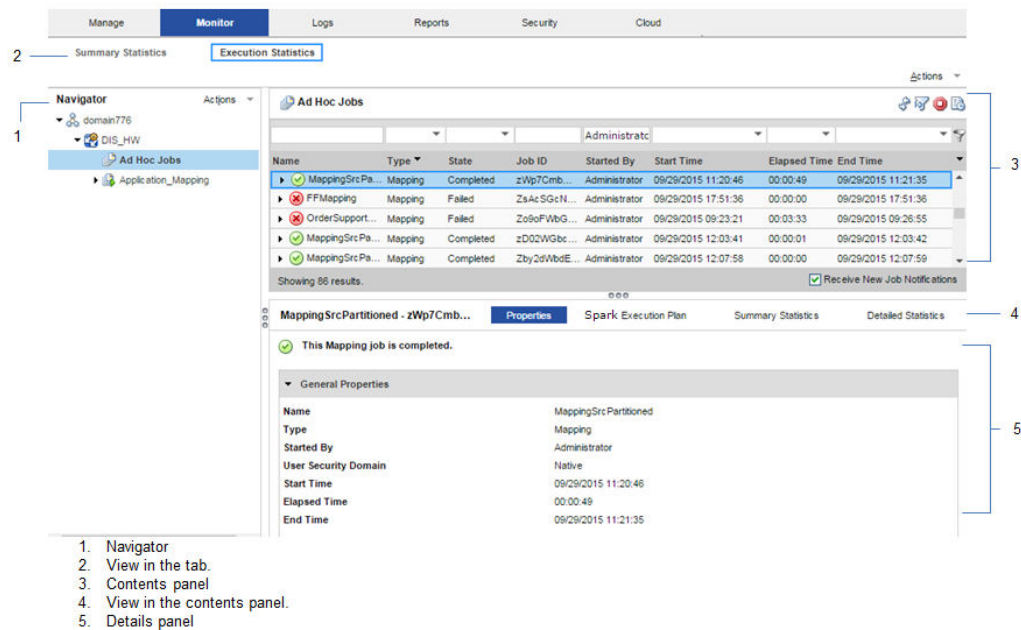 Manage Monitor Logs Reports Security Cloud
2 Summary Statistics Execution Statistics
Actions
Navigator Actions
1
domain776
DIS_HW
Ad Hoc Jobs
Application_Mapping
Ad Hoc Jobs
3
Administratc
Name Type State Job ID Started By Start Time Elapsed Time End Time
MappingSrcPa... Mapping Completed zWp7Cmb... Administrator 09/29/2015 11:20:46 00:00:49 09/29/2015 11:21:35
FFMapping Mapping Failed ZsAcSGcN... Administrator 09/29/2015 17:51:36 00:00:00 09/29/2015 17:51:36
OrderSupport... Mapping Failed Zo9oFWbG... Administrator 09/29/2015 09:23:21 00:03:33 09/29/2015 09:26:55
MappingSrcPa... Mapping Completed zD02WGbc... Administrator 09/29/2015 12:03:41 00:00:01 09/29/2015 12:03:42
MappingSrcPa... Mapping Completed Zby2dWbdE... Administrator 09/29/2015 12:07:58 00:00:00 09/29/2015 12:07:59
Showing 86 results. Receive New Job Notifications
MappingSrcPartitioned - zWp7Cmb... Properties Spark Execution Plan Summary Statistics Detailed Statistics 4
This Mapping job is completed.
General Properties
Name MappingSrcPartitioned
Type Mapping
5
Started By Administrator
User Security Domain Native
Start Time 09/29/2015 11:20:46
Elapsed Time 00:00:49
End Time 09/29/2015 11:21:35
1. Navigator
2. View in the tab.
3. Contents panel
4. View in the contents panel.
5. Details panel